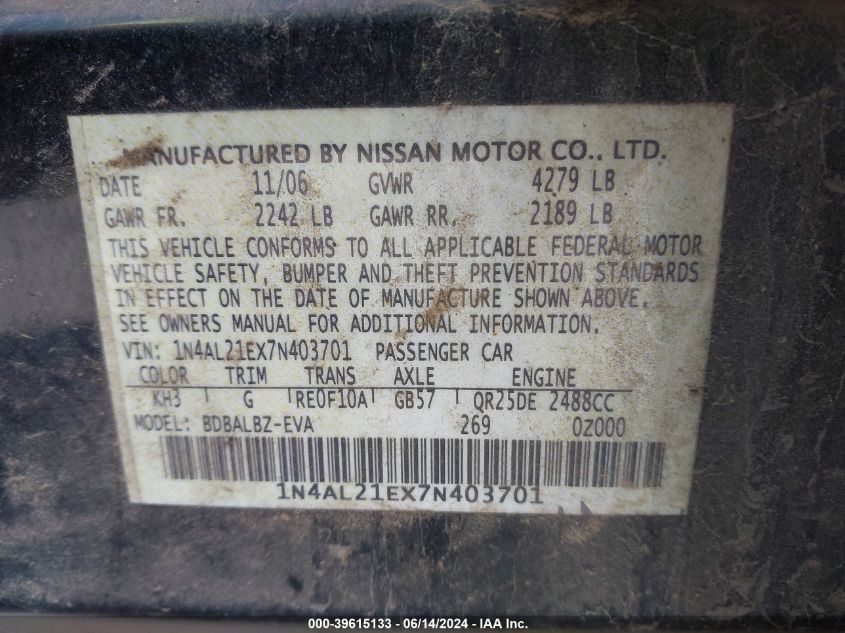 MANUFACTURED BY NISSAN MOTOR CO., LTD.
DATE 11/06 GVWR 4279 LB
GAWR FR. 2242 LB GAWR RR. 2189 LB
THIS VEHICLE CONFORMS TO ALL APPLICABLE FEDERAL MOTOR
VEHICLE SAFETY, BUMPER AND THEFT PREVENTION STANDARDS
IN EFFECT ON THE DATE OF MANUFACTURE SHOWN ABOVE.
SEE OWNERS MANUAL FOR ADDITIONAL INFORMATION.
VIN: 1N4AL21EX7N403701 PASSENGER CAR
COLOR TRIM TRANS AXLE ENGINE
KH3 G RE0F10A GB57 QR25DE 2488CC
MODEL: BDBALBZ-EVA 269 0Z000
1N4AL21EX7N403701
000-39615133 - 06/14/2024 - IAA, Inc.